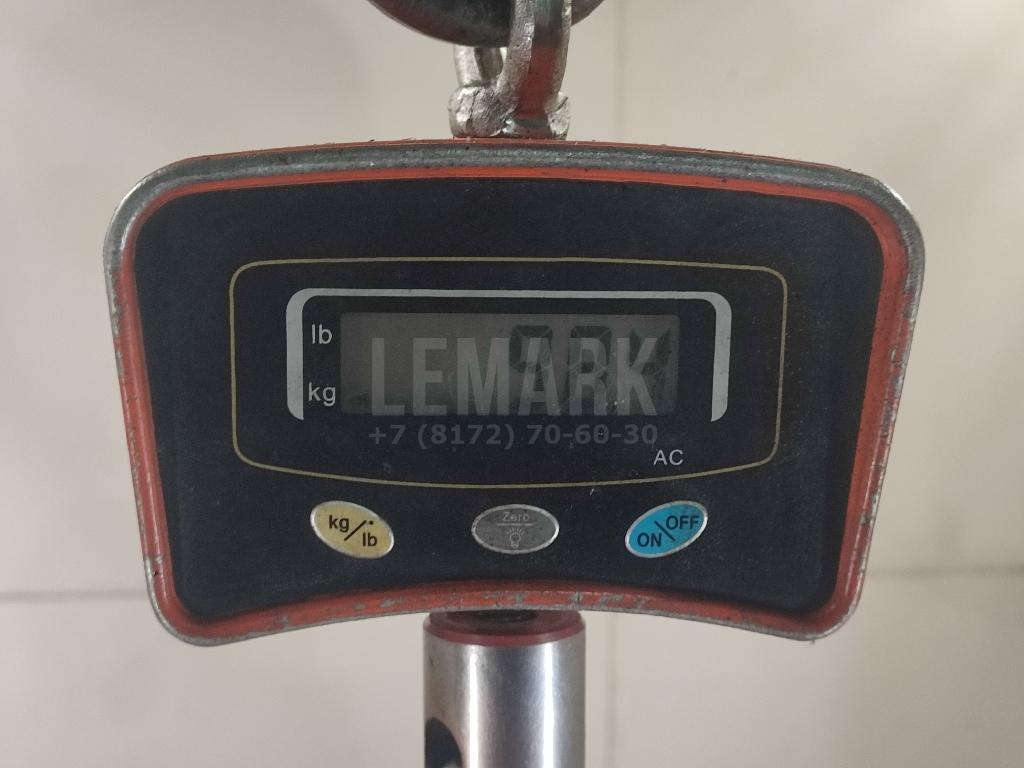 lb
LEMARK
kg
+7 (8172) 70-60-30
AC
kg/lb
Zero
ON/OFF